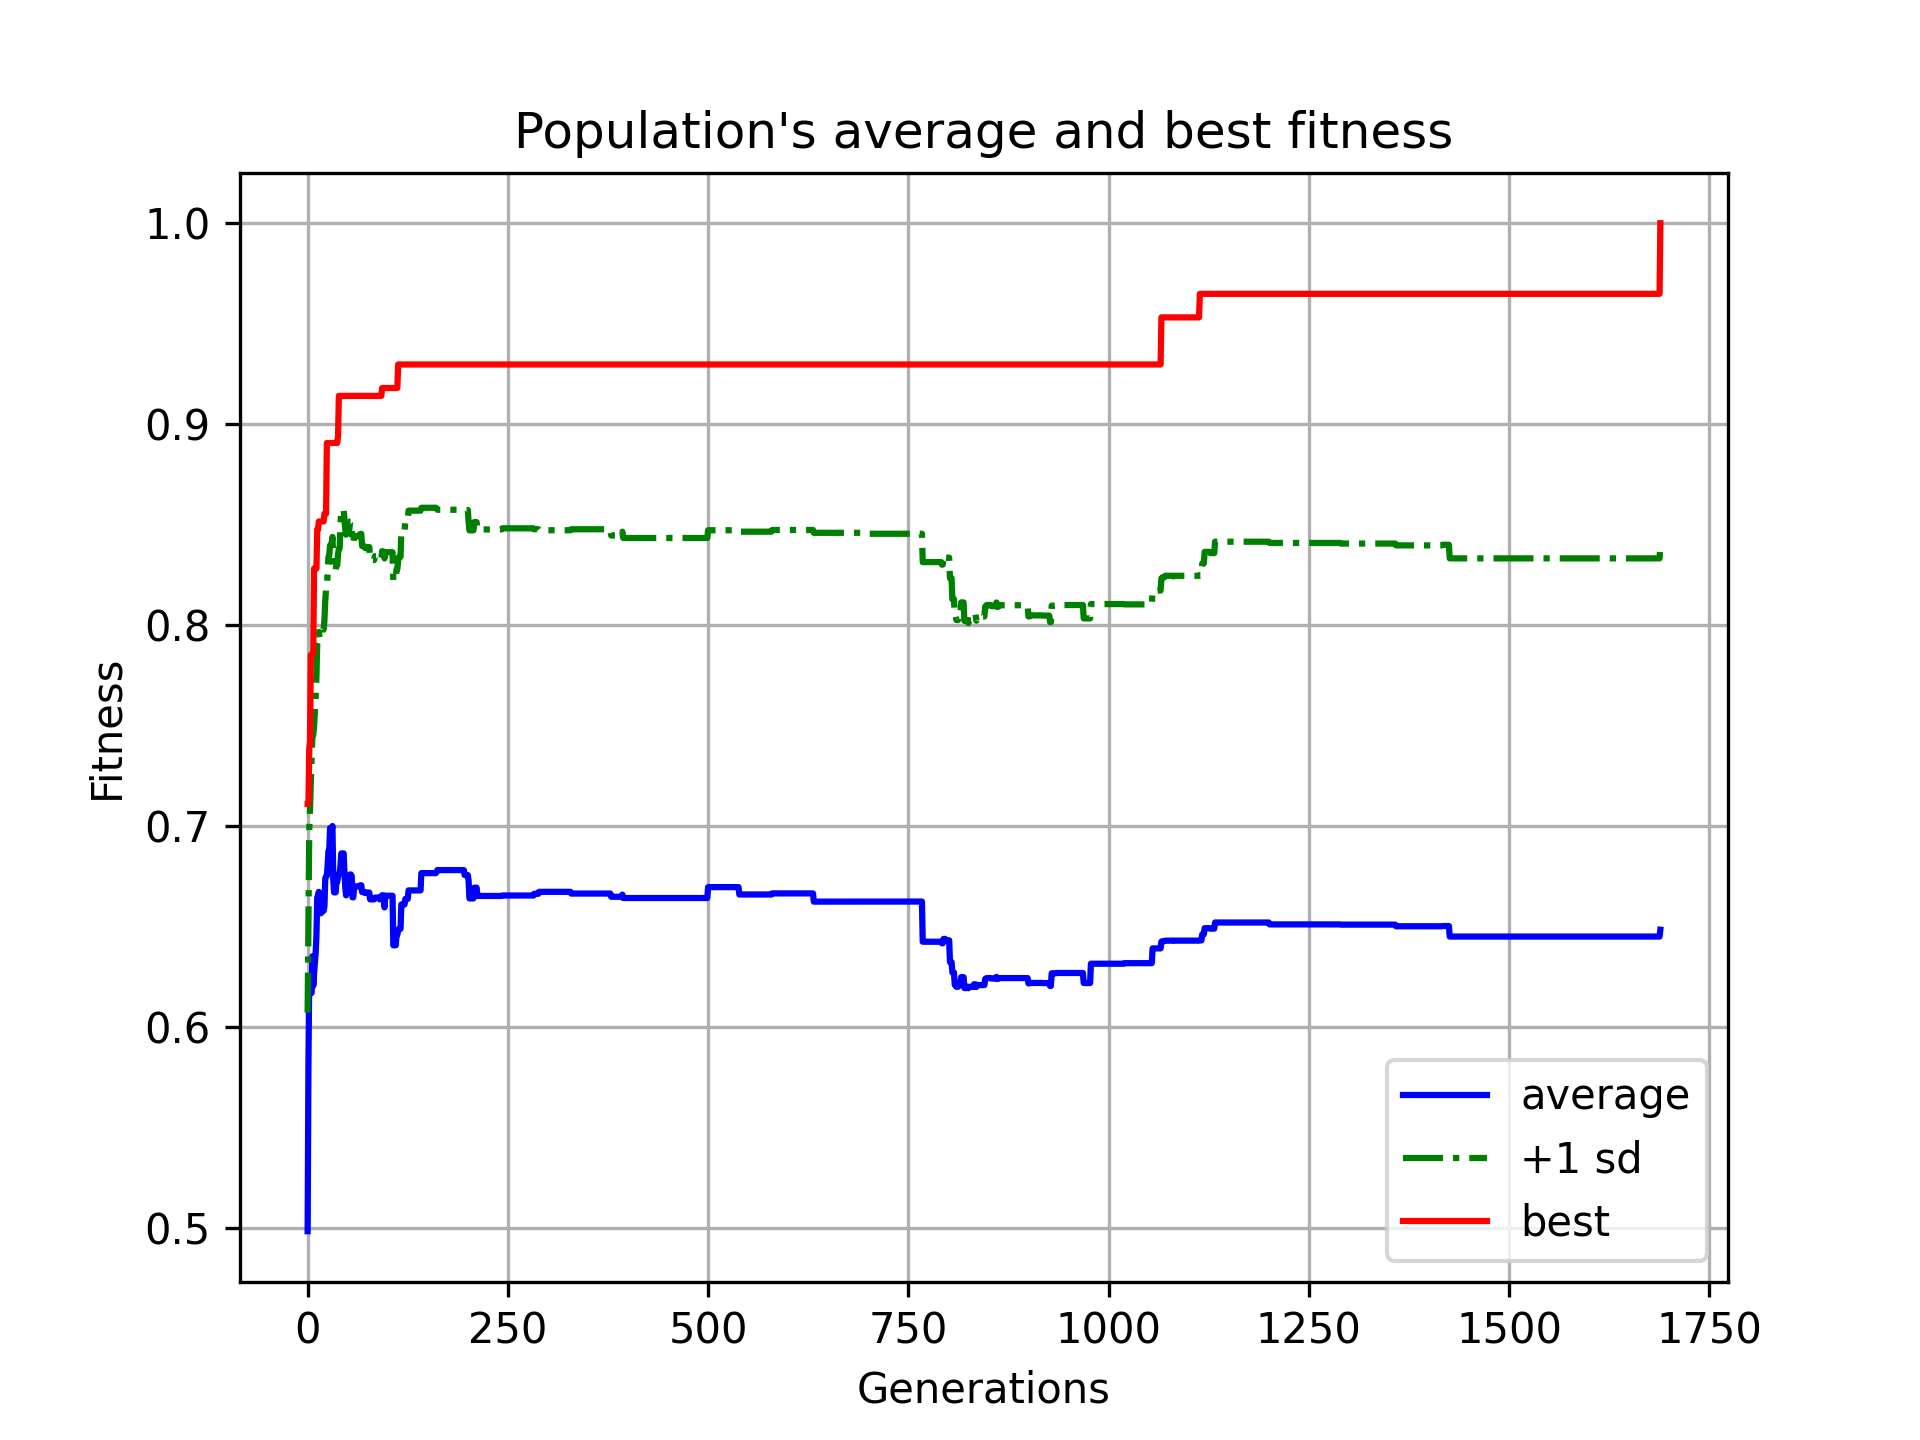 Population's average and best fitness
1.0
0.9
0.8
0.7
0.6
0.5
Fitness
0 250 500 750 1000 1250 1500 1750
Generations
average
+1 sd
best